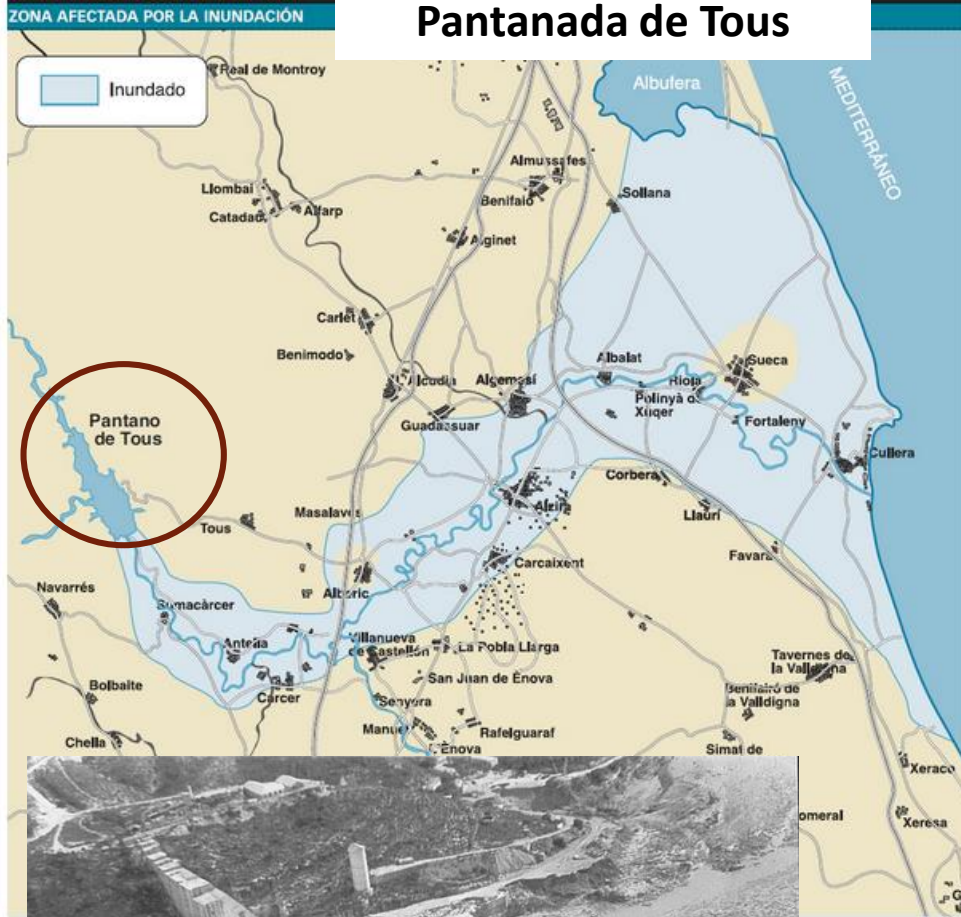 ZONA AFECTADA POR LA INUNDACIÓN
Pantanada de Tous
Inundado
Real de Montroy
Albufera
MEDITERRÁNEO
Almussafes
Llombai
Benifaió
Sollana
Catadau
Alfarp
Alginet
Carlet
Benimodo
Albalat
Sueca
Alcudia
Algemesí
Riola
Polinyà de
Xúquer
Pantano
de Tous
Guadassuar
Fortaleny
Cullera
Corbera
Alzira
Masalavés
Llaurí
Tous
Favara
Carcaixent
Navarrés
Alberic
Sumacàrcer
Antella
Villanueva
de Castellón
La Pobla Llarga
Tavernes de
la Valldigna
San Juan de Énova
Bolbaite
Càrcer
Benifairó de
la Valldigna
Senyera
Manuel
Rafelguaraf
Chella
L'Ènova
Simat de
Xeraco
omeral
Xeresa
G